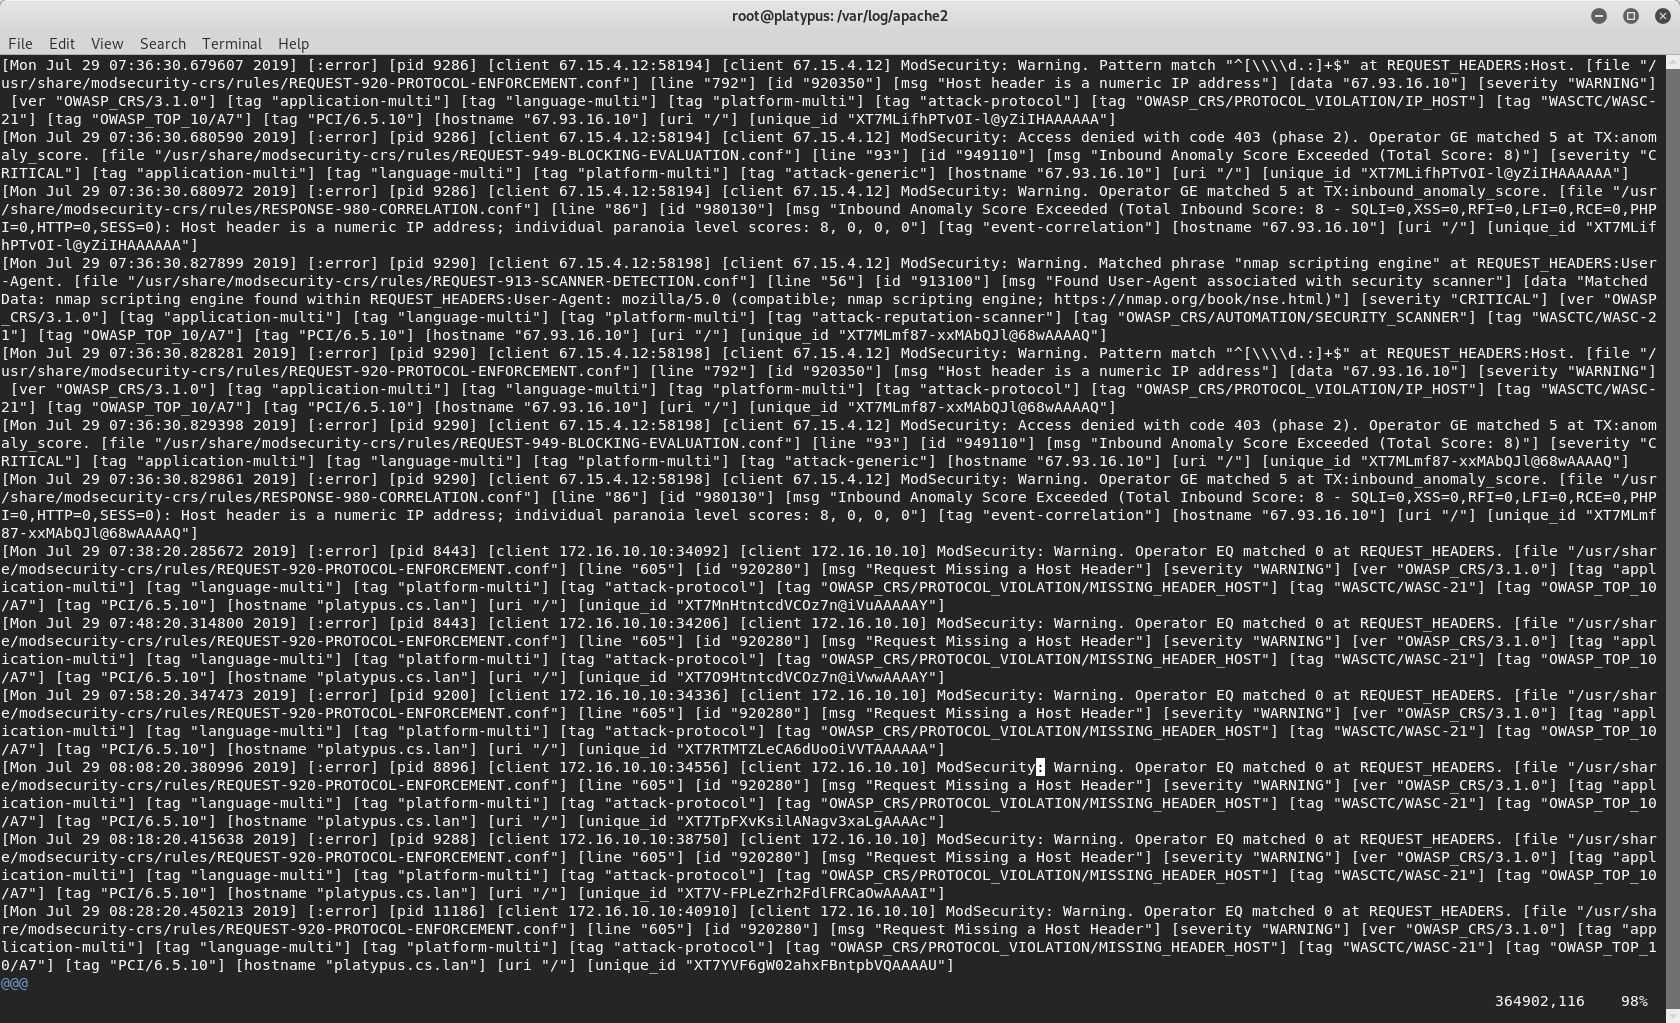 root@platypus: /var/log/apache2
File Edit View Search Terminal Help
[Mon Jul 29 07:36:30.679607 2019] [:error] [pid 9286] [client 67.15.4.12:58194] [client 67.15.4.12] ModSecurity: Warning. Pattern match "^[\\\\d.:]+$" at REQUEST_HEADERS:Host. [file "/
usr/share/modsecurity-crs/rules/REQUEST-920-PROTOCOL-ENFORCEMENT.conf"] [line "792"] [id "920350"] [msg "Host header is a numeric IP address"] [data "67.93.16.10"] [severity "WARNING"]
[ver "OWASP_CRS/3.1.0"] [tag "application-multi"] [tag "language-multi"] [tag "platform-multi"] [tag "attack-protocol"] [tag "OWASP_CRS/PROTOCOL_VIOLATION/IP_HOST"] [tag "WASCTC/WASC-
21"] [tag "OWASP_TOP_10/A7"] [tag "PCI/6.5.10"] [hostname "67.93.16.10"] [uri "/"] [unique_id "XT7MLifhPTvOI-l@yZiIHAAAAAA"]
[Mon Jul 29 07:36:30.680590 2019] [:error] [pid 9286] [client 67.15.4.12:58194] [client 67.15.4.12] ModSecurity: Access denied with code 403 (phase 2). Operator GE matched 5 at TX:anom
aly_score. [file "/usr/share/modsecurity-crs/rules/REQUEST-949-BLOCKING-EVALUATION.conf"] [line "93"] [id "949110"] [msg "Inbound Anomaly Score Exceeded (Total Score: 8)"] [severity "C
RITICAL"] [tag "application-multi"] [tag "language-multi"] [tag "platform-multi"] [tag "attack-generic"] [hostname "67.93.16.10"] [uri "/"] [unique_id "XT7MLifhPTvOI-l@yZiIHAAAAAA"]
[Mon Jul 29 07:36:30.680972 2019] [:error] [pid 9286] [client 67.15.4.12:58194] [client 67.15.4.12] ModSecurity: Warning. Operator GE matched 5 at TX:inbound_anomaly_score. [file "/usr
/share/modsecurity-crs/rules/RESPONSE-980-CORRELATION.conf"] [line "86"] [id "980130"] [msg "Inbound Anomaly Score Exceeded (Total Inbound Score: 8 - SQLI=0,XSS=0,RFI=0,LFI=0,RCE=0,PHP
I=0,HTTP=0,SESS=0): Host header is a numeric IP address; individual paranoia level scores: 8, 0, 0, 0"] [tag "event-correlation"] [hostname "67.93.16.10"] [uri "/"] [unique_id "XT7MLif
hPTvOI-l@yZiIHAAAAAA"]
[Mon Jul 29 07:36:30.827899 2019] [:error] [pid 9290] [client 67.15.4.12:58198] [client 67.15.4.12] ModSecurity: Warning. Matched phrase "nmap scripting engine" at REQUEST_HEADERS:User
-Agent. [file "/usr/share/modsecurity-crs/rules/REQUEST-913-SCANNER-DETECTION.conf"] [line "56"] [id "913100"] [msg "Found User-Agent associated with security scanner"] [data "Matched
Data: nmap scripting engine found within REQUEST_HEADERS:User-Agent: mozilla/5.0 (compatible; nmap scripting engine; https://nmap.org/book/nse.html)"] [severity "CRITICAL"] [ver "OWASP
_CRS/3.1.0"] [tag "application-multi"] [tag "language-multi"] [tag "platform-multi"] [tag "attack-reputation-scanner"] [tag "OWASP_CRS/AUTOMATION/SECURITY_SCANNER"] [tag "WASCTC/WASC-2
1"] [tag "OWASP_TOP_10/A7"] [tag "PCI/6.5.10"] [hostname "67.93.16.10"] [uri "/"] [unique_id "XT7MLmf87-xxMAbQJl@68wAAAAQ"]
[Mon Jul 29 07:36:30.828281 2019] [:error] [pid 9290] [client 67.15.4.12:58198] [client 67.15.4.12] ModSecurity: Warning. Pattern match "^[\\\\d.:]+$" at REQUEST_HEADERS:Host. [file "/
usr/share/modsecurity-crs/rules/REQUEST-920-PROTOCOL-ENFORCEMENT.conf"] [line "792"] [id "920350"] [msg "Host header is a numeric IP address"] [data "67.93.16.10"] [severity "WARNING"]
[ver "OWASP_CRS/3.1.0"] [tag "application-multi"] [tag "language-multi"] [tag "platform-multi"] [tag "attack-protocol"] [tag "OWASP_CRS/PROTOCOL_VIOLATION/IP_HOST"] [tag "WASCTC/WASC-
21"] [tag "OWASP_TOP_10/A7"] [tag "PCI/6.5.10"] [hostname "67.93.16.10"] [uri "/"] [unique_id "XT7MLmf87-xxMAbQJl@68wAAAAQ"]
[Mon Jul 29 07:36:30.829398 2019] [:error] [pid 9290] [client 67.15.4.12:58198] [client 67.15.4.12] ModSecurity: Access denied with code 403 (phase 2). Operator GE matched 5 at TX:anom
aly_score. [file "/usr/share/modsecurity-crs/rules/REQUEST-949-BLOCKING-EVALUATION.conf"] [line "93"] [id "949110"] [msg "Inbound Anomaly Score Exceeded (Total Score: 8)"] [severity "C
RITICAL"] [tag "application-multi"] [tag "language-multi"] [tag "platform-multi"] [tag "attack-generic"] [hostname "67.93.16.10"] [uri "/"] [unique_id "XT7MLmf87-xxMAbQJl@68wAAAAQ"]
[Mon Jul 29 07:36:30.829861 2019] [:error] [pid 9290] [client 67.15.4.12:58198] [client 67.15.4.12] ModSecurity: Warning. Operator GE matched 5 at TX:inbound_anomaly_score. [file "/usr
/share/modsecurity-crs/rules/RESPONSE-980-CORRELATION.conf"] [line "86"] [id "980130"] [msg "Inbound Anomaly Score Exceeded (Total Inbound Score: 8 - SQLI=0,XSS=0,RFI=0,LFI=0,RCE=0,PHP
I=0,HTTP=0,SESS=0): Host header is a numeric IP address; individual paranoia level scores: 8, 0, 0, 0"] [tag "event-correlation"] [hostname "67.93.16.10"] [uri "/"] [unique_id "XT7MLmf
87-xxMAbQJl@68wAAAAQ"]
[Mon Jul 29 07:38:20.285672 2019] [:error] [pid 8443] [client 172.16.10.10:34092] [client 172.16.10.10] ModSecurity: Warning. Operator EQ matched 0 at REQUEST_HEADERS. [file "/usr/shar
e/modsecurity-crs/rules/REQUEST-920-PROTOCOL-ENFORCEMENT.conf"] [line "605"] [id "920280"] [msg "Request Missing a Host Header"] [severity "WARNING"] [ver "OWASP_CRS/3.1.0"] [tag "appl
ication-multi"] [tag "language-multi"] [tag "platform-multi"] [tag "attack-protocol"] [tag "OWASP_CRS/PROTOCOL_VIOLATION/MISSING_HEADER_HOST"] [tag "WASCTC/WASC-21"] [tag "OWASP_TOP_10
/A7"] [tag "PCI/6.5.10"] [hostname "platypus.cs.lan"] [uri "/"] [unique_id "XT7MnHtntcdVCOz7n@iVuAAAAAY"]
[Mon Jul 29 07:48:20.314800 2019] [:error] [pid 8443] [client 172.16.10.10:34206] [client 172.16.10.10] ModSecurity: Warning. Operator EQ matched 0 at REQUEST_HEADERS. [file "/usr/shar
e/modsecurity-crs/rules/REQUEST-920-PROTOCOL-ENFORCEMENT.conf"] [line "605"] [id "920280"] [msg "Request Missing a Host Header"] [severity "WARNING"] [ver "OWASP_CRS/3.1.0"] [tag "appl
ication-multi"] [tag "language-multi"] [tag "platform-multi"] [tag "attack-protocol"] [tag "OWASP_CRS/PROTOCOL_VIOLATION/MISSING_HEADER_HOST"] [tag "WASCTC/WASC-21"] [tag "OWASP_TOP_10
/A7"] [tag "PCI/6.5.10"] [hostname "platypus.cs.lan"] [uri "/"] [unique_id "XT7O9HtntcdVCOz7n@iVwwAAAAY"]
[Mon Jul 29 07:58:20.347473 2019] [:error] [pid 9200] [client 172.16.10.10:34336] [client 172.16.10.10] ModSecurity: Warning. Operator EQ matched 0 at REQUEST_HEADERS. [file "/usr/shar
e/modsecurity-crs/rules/REQUEST-920-PROTOCOL-ENFORCEMENT.conf"] [line "605"] [id "920280"] [msg "Request Missing a Host Header"] [severity "WARNING"] [ver "OWASP_CRS/3.1.0"] [tag "appl
ication-multi"] [tag "language-multi"] [tag "platform-multi"] [tag "attack-protocol"] [tag "OWASP_CRS/PROTOCOL_VIOLATION/MISSING_HEADER_HOST"] [tag "WASCTC/WASC-21"] [tag "OWASP_TOP_10
/A7"] [tag "PCI/6.5.10"] [hostname "platypus.cs.lan"] [uri "/"] [unique_id "XT7RTMTZLeCA6dUoOiVVTAAAAAA"]
[Mon Jul 29 08:08:20.380996 2019] [:error] [pid 8896] [client 172.16.10.10:34556] [client 172.16.10.10] ModSecurity: Warning. Operator EQ matched 0 at REQUEST_HEADERS. [file "/usr/shar
e/modsecurity-crs/rules/REQUEST-920-PROTOCOL-ENFORCEMENT.conf"] [line "605"] [id "920280"] [msg "Request Missing a Host Header"] [severity "WARNING"] [ver "OWASP_CRS/3.1.0"] [tag "appl
ication-multi"] [tag "language-multi"] [tag "platform-multi"] [tag "attack-protocol"] [tag "OWASP_CRS/PROTOCOL_VIOLATION/MISSING_HEADER_HOST"] [tag "WASCTC/WASC-21"] [tag "OWASP_TOP_10
/A7"] [tag "PCI/6.5.10"] [hostname "platypus.cs.lan"] [uri "/"] [unique_id "XT7TpFXvKsilANagv3xaLgAAAAc"]
[Mon Jul 29 08:18:20.415638 2019] [:error] [pid 9288] [client 172.16.10.10:38750] [client 172.16.10.10] ModSecurity: Warning. Operator EQ matched 0 at REQUEST_HEADERS. [file "/usr/shar
e/modsecurity-crs/rules/REQUEST-920-PROTOCOL-ENFORCEMENT.conf"] [line "605"] [id "920280"] [msg "Request Missing a Host Header"] [severity "WARNING"] [ver "OWASP_CRS/3.1.0"] [tag "appl
ication-multi"] [tag "language-multi"] [tag "platform-multi"] [tag "attack-protocol"] [tag "OWASP_CRS/PROTOCOL_VIOLATION/MISSING_HEADER_HOST"] [tag "WASCTC/WASC-21"] [tag "OWASP_TOP_10
/A7"] [tag "PCI/6.5.10"] [hostname "platypus.cs.lan"] [uri "/"] [unique_id "XT7V-FPLeZrh2FdlFRCaOwAAAAI"]
[Mon Jul 29 08:28:20.450213 2019] [:error] [pid 11186] [client 172.16.10.10:40910] [client 172.16.10.10] ModSecurity: Warning. Operator EQ matched 0 at REQUEST_HEADERS. [file "/usr/sha
re/modsecurity-crs/rules/REQUEST-920-PROTOCOL-ENFORCEMENT.conf"] [line "605"] [id "920280"] [msg "Request Missing a Host Header"] [severity "WARNING"] [ver "OWASP_CRS/3.1.0"] [tag "app
lication-multi"] [tag "language-multi"] [tag "platform-multi"] [tag "attack-protocol"] [tag "OWASP_CRS/PROTOCOL_VIOLATION/MISSING_HEADER_HOST"] [tag "WASCTC/WASC-21"] [tag "OWASP_TOP_1
0/A7"] [tag "PCI/6.5.10"] [hostname "platypus.cs.lan"] [uri "/"] [unique_id "XT7YVF6gW02ahxFBntpbVQAAAAU"]
@@@
364902,116 98%